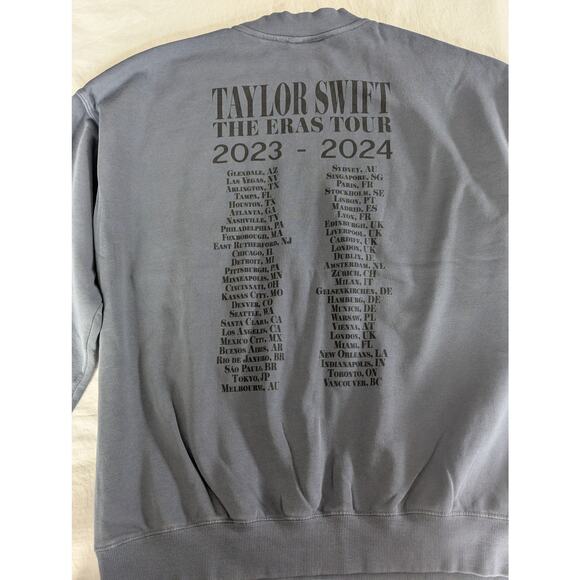 TAYLOR SWIFT
THE ERAS TOUR
2023 - 2024
GLENDALE, AZ
LAS VEGAS, NV
ARLINGTON, TX
TAMPA, FL
HOUSTON, TX
ATLANTA, GA
NASHVILLE, TN
PHILADELPHIA, PA
FOXBOROUGH, MA
EAST RUTHERFORD, NJ
CHICAGO, IL
DETROIT, MI
PITTSBURGH, PA
MINNEAPOLIS, MN
CINCINNATI, OH
KANSAS CITY, MO
DENVER, CO
SEATTLE, WA
SANTA CLARA, CA
LOS ANGELES, CA
MEXICO CITY, MX
BUENOS AIRES, AR
RIO DE JANERO, BR
SÃO PAULO, BR
TOKYO, JP
MELBOURNE, AU
SYDNEY, AU
SINGAPORE, SG
PARIS, FR
STOCKHOLM, SE
LISBON, PT
MADRID, ES
LYON, FR
EDINBURGH, UK
LIVERPOOL, UK
CARDIFF, UK
LONDON, UK
DUBLIN, IE
AMSTERDAM, NL
ZÜRICH, CH
MILAN, IT
GELSENKIRCHEN, DE
HAMBURG, DE
MUNICH, DE
WARSAW, PL
VIENNA, AT
LONDON, UK
MIAMI, FL
NEW ORLEANS, LA
INDIANAPOLIS, IN
TORONTO, ON
VANCOUVER, BC